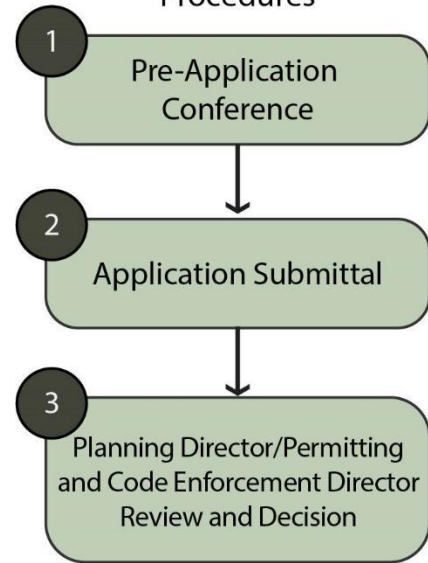 Procedures
1
Pre-Application
Conference
2
Application Submittal
3
Planning Director/Permitting
and Code Enforcement Director
Review and Decision